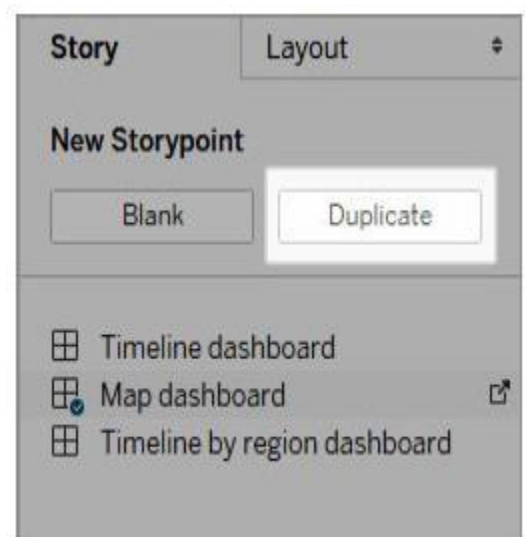 Story Layout
New Storypoint
Blank Duplicate
Timeline dashboard
Map dashboard
Timeline by region dashboard